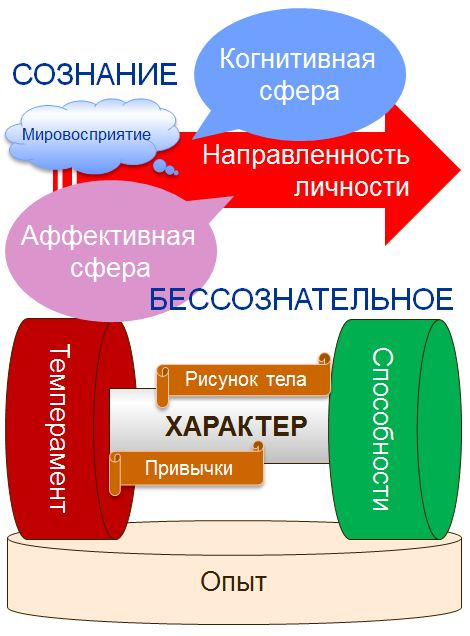 СОЗНАНИЕ
Когнитивная
сфера
Мировосприятие
Направленность
личности
Аффективная
сфера
БЕССОЗНАТЕЛЬНОЕ
Темперамент
Рисунок тела
ХАРАКТЕР
Привычки
Способности
Опыт